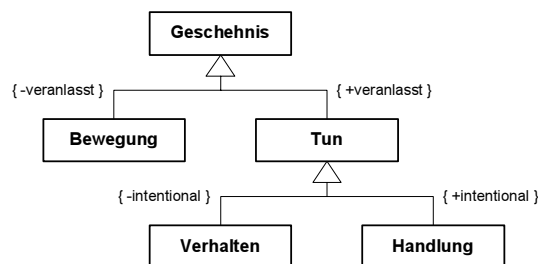 Geschehnis
{ -veranlasst }
{ +veranlasst }
Bewegung
Tun
{ -intentional }
{ +intentional }
Verhalten
Handlung